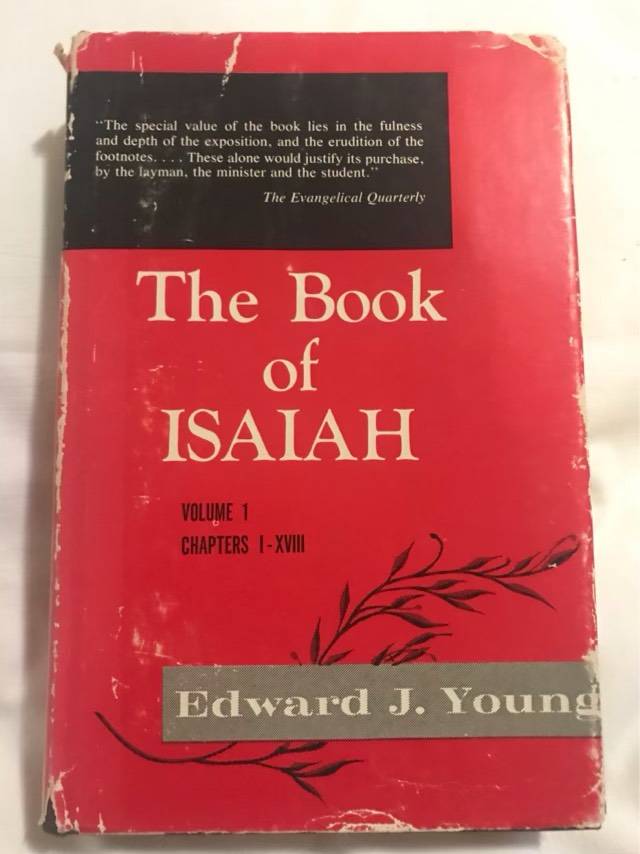 "The special value of the book lies in the fulness
and depth of the exposition, and the erudition of the
footnotes. . . . These alone would justify its purchase,
by the layman, the minister and the student."
The Evangelical Quarterly
The Book
of
ISAIAH
VOLUME 1
CHAPTERS I-XVIII
Edward J. Young